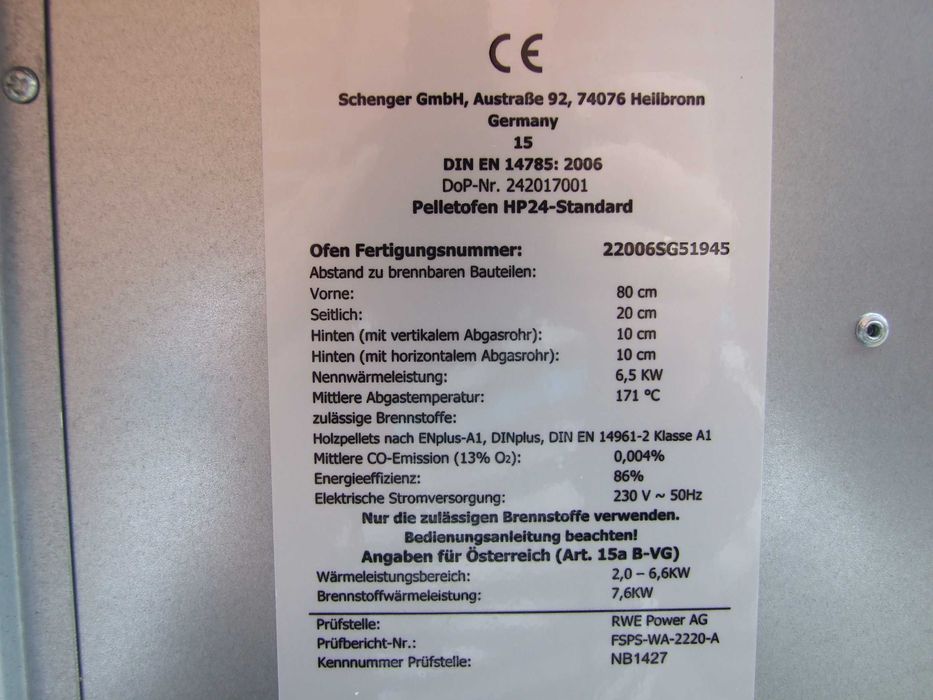 CE
Schenger GmbH, Austraße 92, 74076 Heilbronn
Germany
15
DIN EN 14785: 2006
DoP-Nr. 242017001
Pelletofen HP24-Standard
Ofen Fertigungsnummer: 22006SG51945
Abstand zu brennbaren Bauteilen:
Vorne: 80 cm
Seitlich: 20 cm
Hinten (mit vertikalem Abgasrohr): 10 cm
Hinten (mit horizontalem Abgasrohr): 10 cm
Nennwärmeleistung: 6,5 KW
Mittlere Abgastemperatur: 171 °C
zulässige Brennstoffe:
Holzpellets nach ENplus-A1, DINplus, DIN EN 14961-2 Klasse A1
Mittlere CO-Emission (13% O₂): 0,004%
Energieeffizienz: 86%
Elektrische Stromversorgung: 230 V ~ 50Hz
Nur die zulässigen Brennstoffe verwenden.
Bedienungsanleitung beachten!
Angaben für Österreich (Art. 15a B-VG)
Wärmeleistungsbereich: 2,0 – 6,6KW
Brennstoffwärmeleistung: 7,6KW
Prüfstelle: RWE Power AG
Prüfbericht-Nr.: FSPS-WA-2220-A
Kennnummer Prüfstelle: NB1427